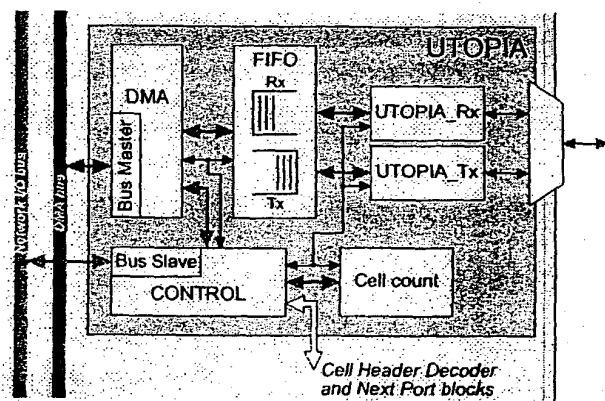 UTOPIA
FIFO
Rx
DMA
Bus Master
UTOPIA_Rx
UTOPIA_Tx
Tx
Network I/O bus
DMA bus
Bus Slave
CONTROL
Cell count
Cell Header Decoder
and Next Port blocks